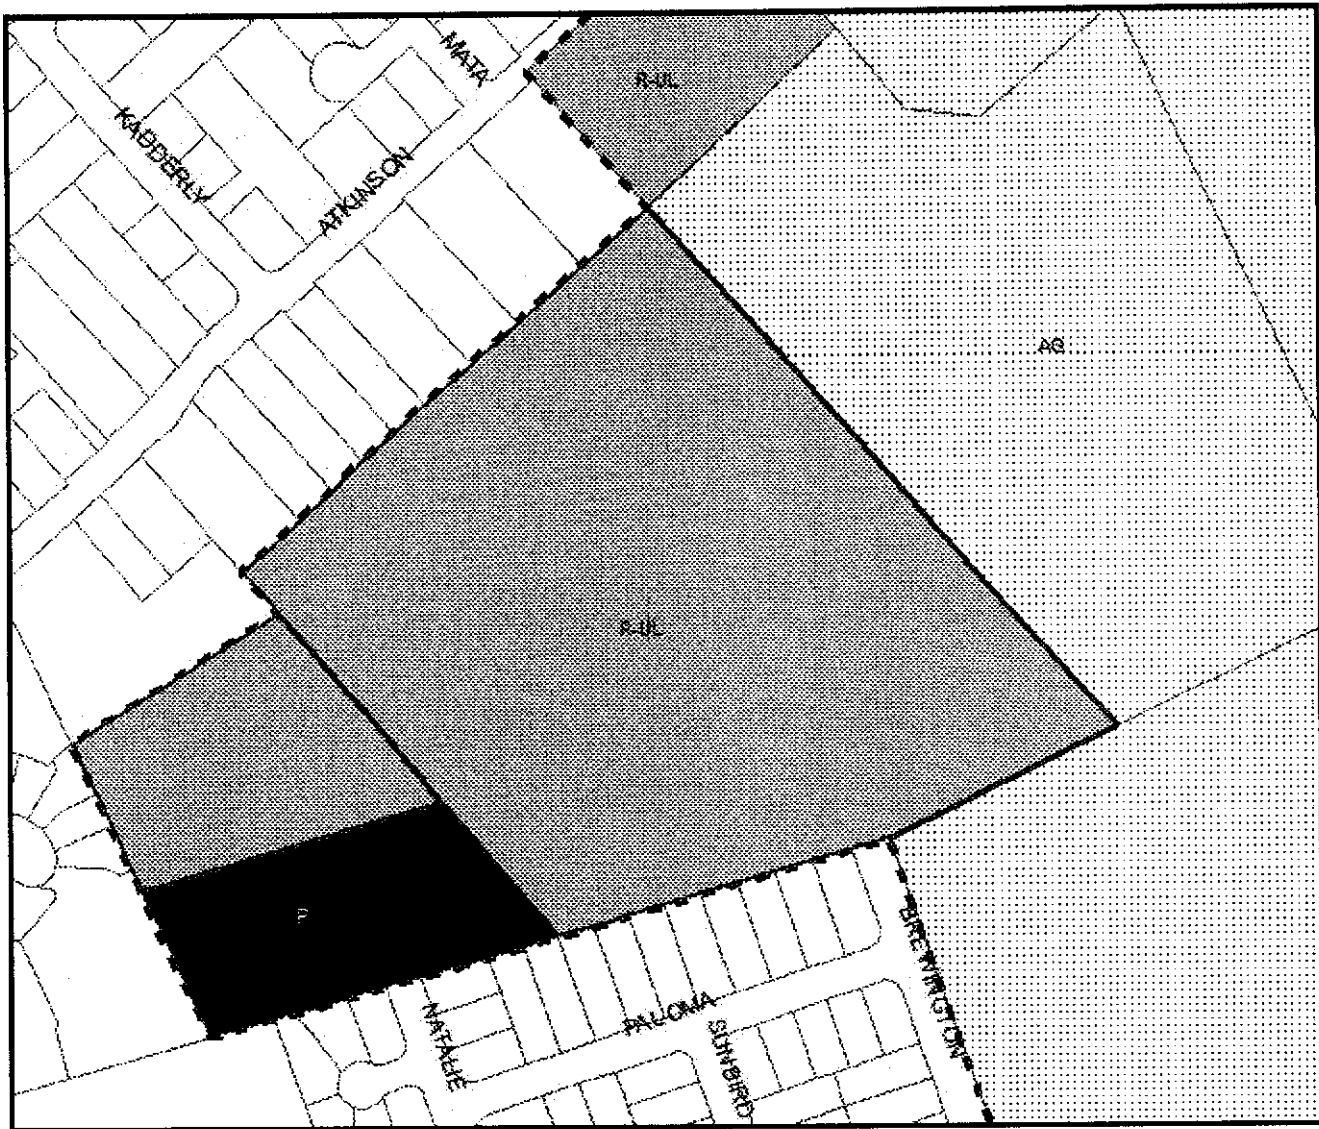 MATA
R-UL
KADDERLY
ATKINSON
AG
R-UL
BREWINGTON
NATALIE
PALOMA
SUNBIRD